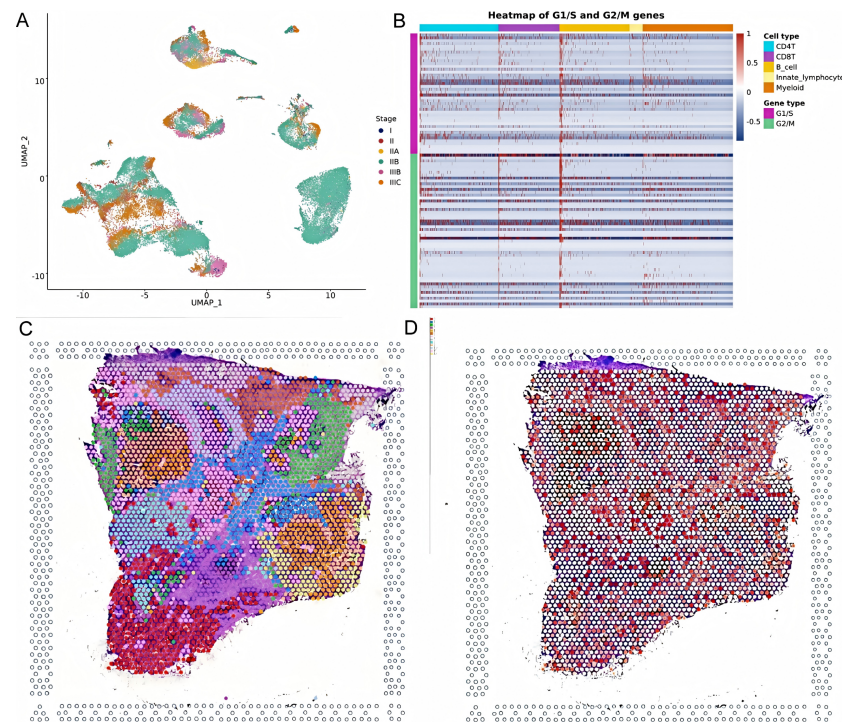 A
UMAP_2
10
0
-10
-10
-5
0
5
10
UMAP_1
Stage
I
II
IIA
IIB
IIIB
IIIC
B
Heatmap of G1/S and G2/M genes
1
0.5
0
-0.5
Cell type
CD4T
CD8T
B_cell
Innate_lymphocyte
Myeloid
Gene type
G1/S
G2/M
C
D